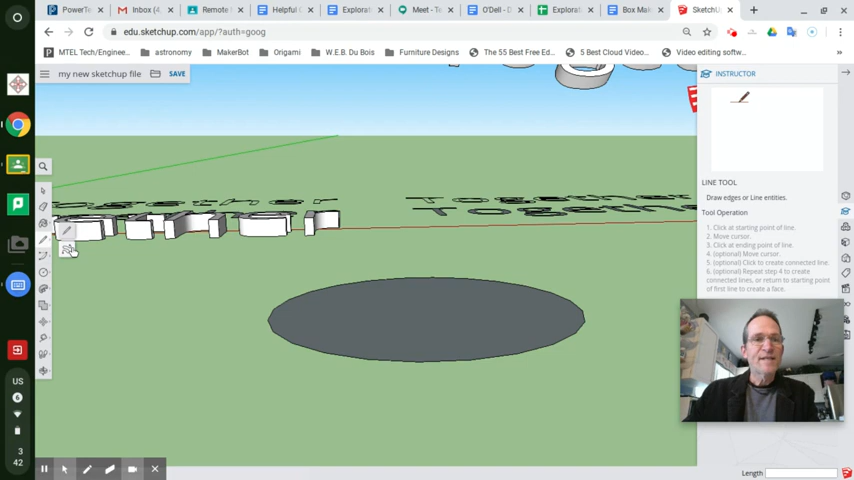 PowerTe
Inbox (4,
Remote
Helpful
Explorat
Meet - To
O'Dell - D
Explorat
Box Ma
SketchU
edu.sketchup.com/app/?auth=goog
MTEL Tech/Enginee...
astronomy
MakerBot
Origami
W.E.B. Du Bois
Furniture Designs
The 55 Best Free Ed...
5 Best Cloud Video...
Video editing softw...
my new sketchup file
SAVE
INSTRUCTOR
LINE TOOL
Draw edges or Line entities.
Tool Operation
1. Click at starting point of line.
2. Move cursor.
3. Click at ending point of line.
4. (optional) Move cursor.
5. (optional) Click to create connected line.
6. (optional) Repeat step 4 to create
connected lines, or return to starting point
of first line to create a face.
Together
Together
US
6
3
42
Length